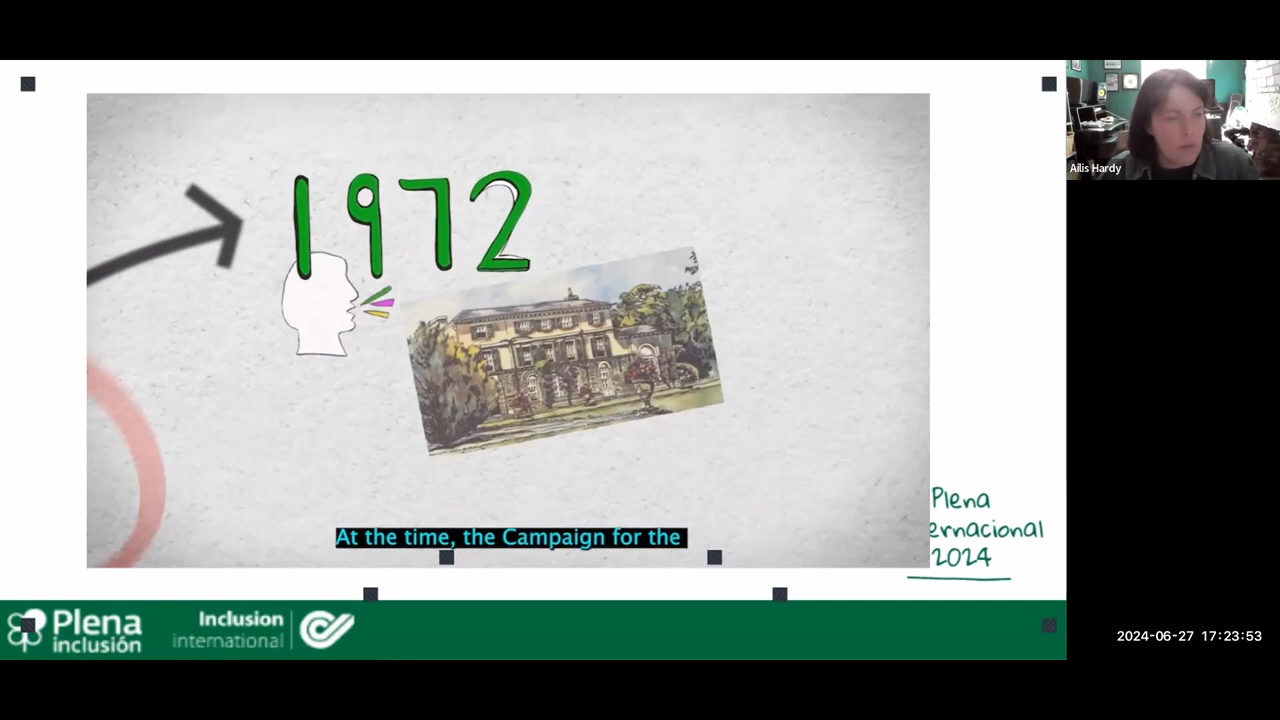 1972
At the time, the Campaign for the
Plena
ernacional
2024
Plena
inclusión
Inclusion
international
Ailis Hardy
2024-06-27 17:23:53